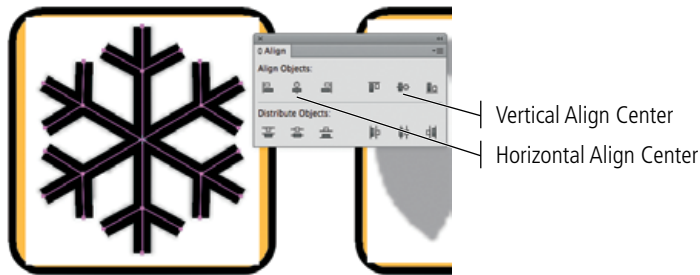 ◊ Align
Align Objects:
Distribute Objects:
Vertical Align Center
Horizontal Align Center